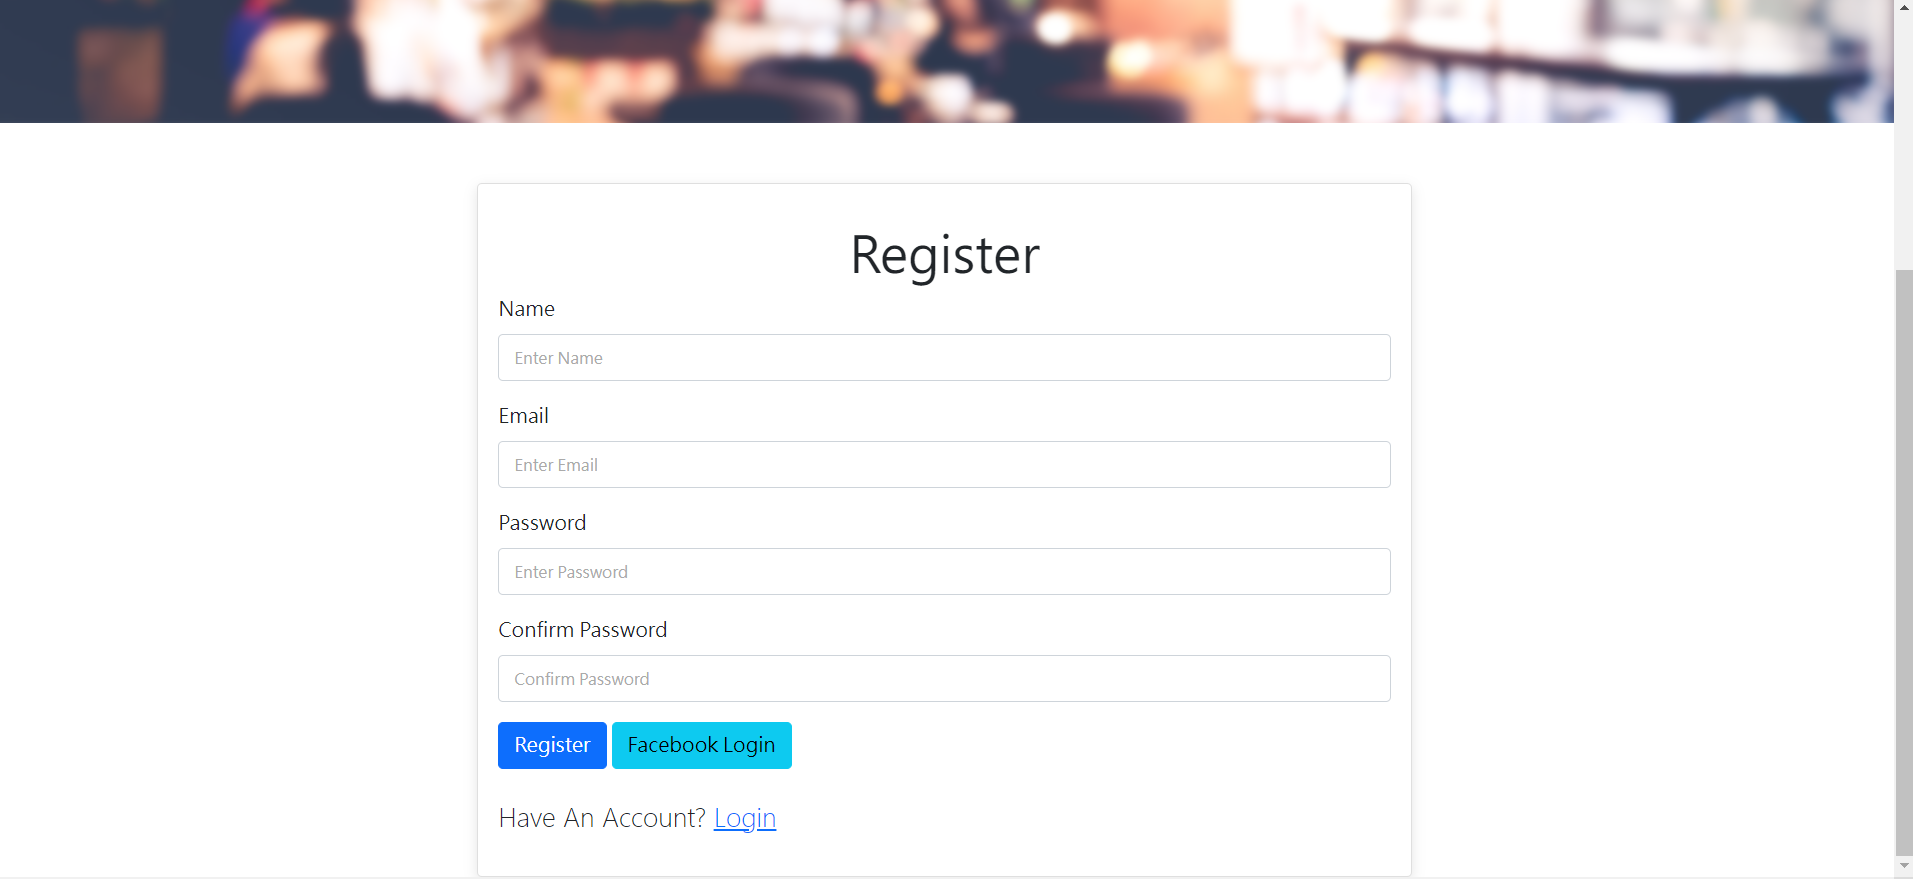 Register
Name
Enter Name
Email
Enter Email
Password
Enter Password
Confirm Password
Confirm Password
Register Facebook Login
Have An Account? Login